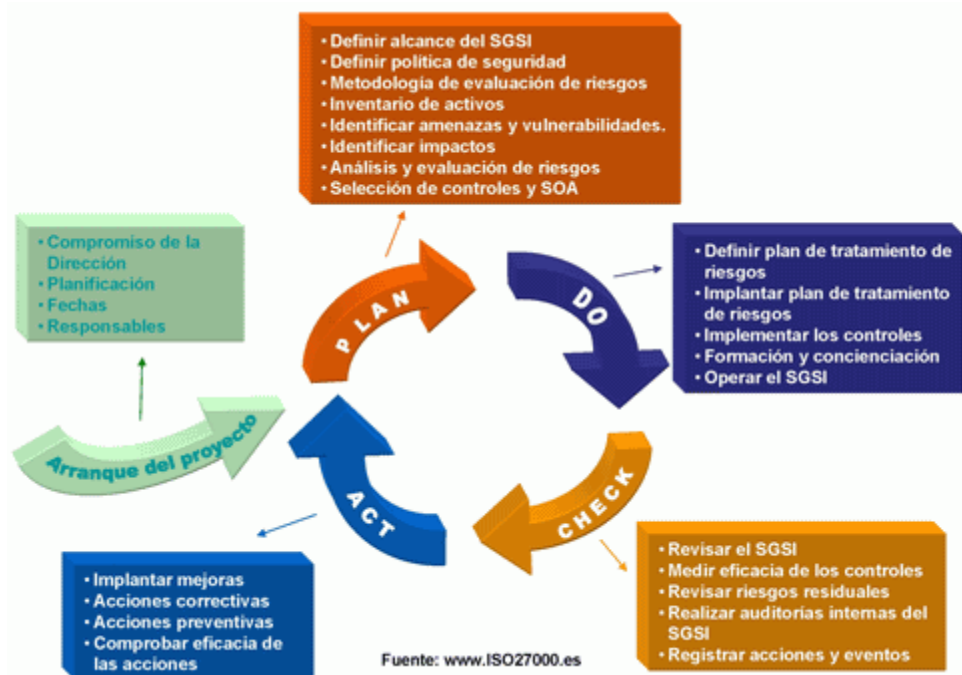 • Definir alcance del SGSI
• Definir política de seguridad
• Metodología de evaluación de riesgos
• Inventario de activos
• Identificar amenazas y vulnerabilidades.
• Identificar impactos
• Análisis y evaluación de riesgos
• Selección de controles y SOA
• Compromiso de la
Dirección
• Planificación
• Fechas
• Responsables
• Definir plan de tratamiento de
riesgos
• Implantar plan de tratamiento
de riesgos
• Implementar los controles
• Formación y concienciación
• Operar el SGSI
PLAN
DO
Arranque del proyecto
ACT
CHECK
• Implantar mejoras
• Acciones correctivas
• Acciones preventivas
• Comprobar eficacia de
las acciones
• Revisar el SGSI
• Medir eficacia de los controles
• Revisar riesgos residuales
• Realizar auditorías internas del
SGSI
• Registrar acciones y eventos
Fuente: www.ISO27000.es